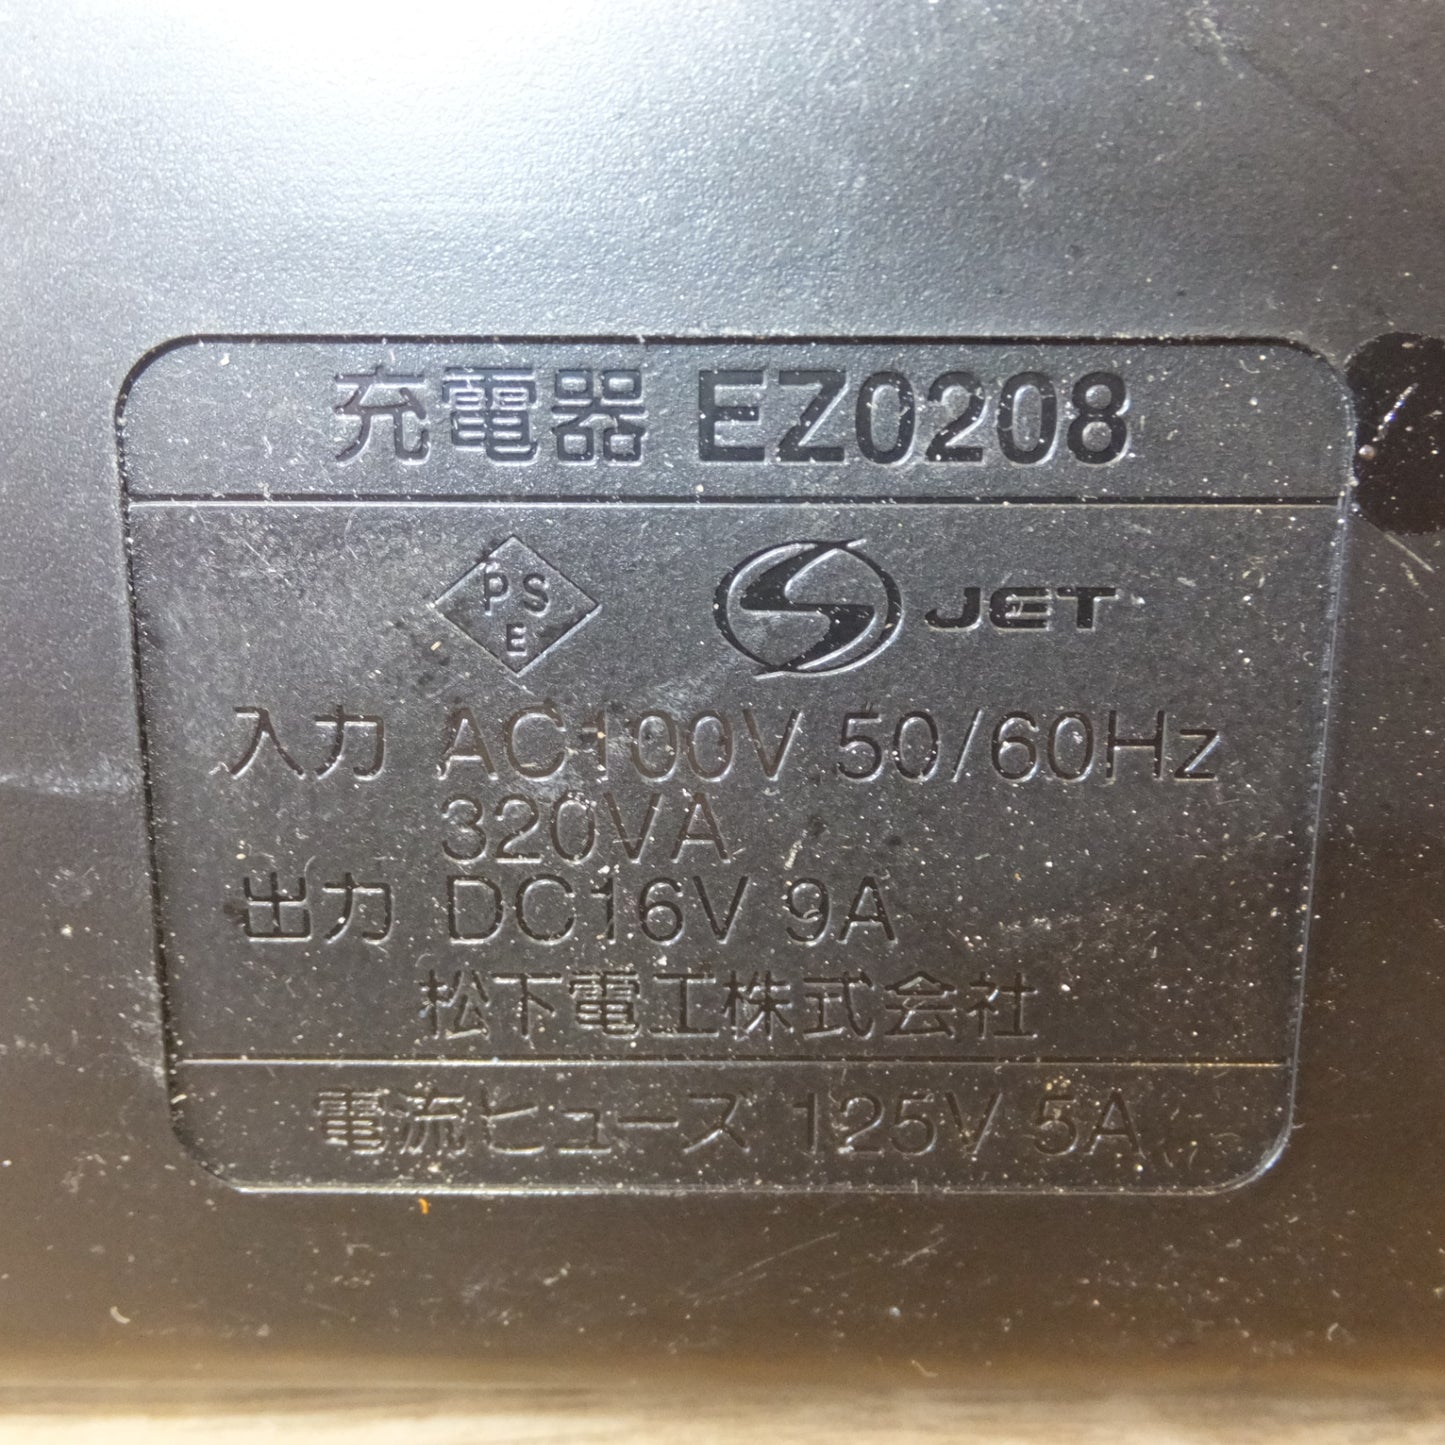 充電器 EZ0208
PS
E
S JET
入力 AC100V 50/60Hz
320VA
出力 DC16V 9A
松下電工株式会社
電流ヒューズ 125V 5A